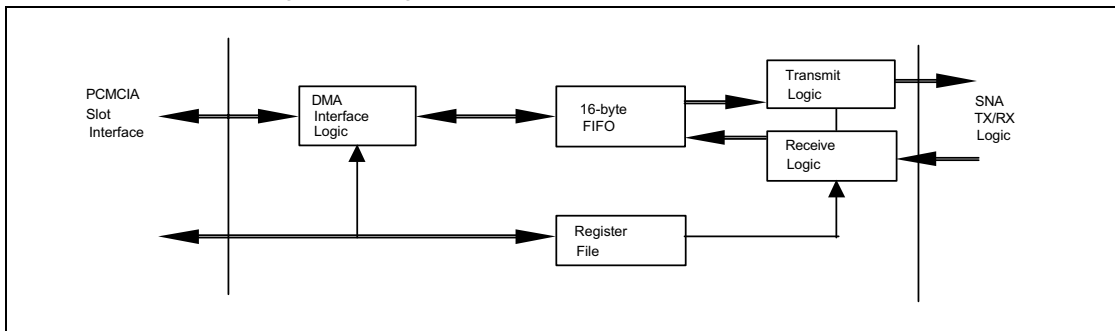 PCMCIA
Slot
Interface
DMA
Interface
Logic
16-byte
FIFO
Transmit
Logic
Receive
Logic
SNA
TX/RX
Logic
Register
File